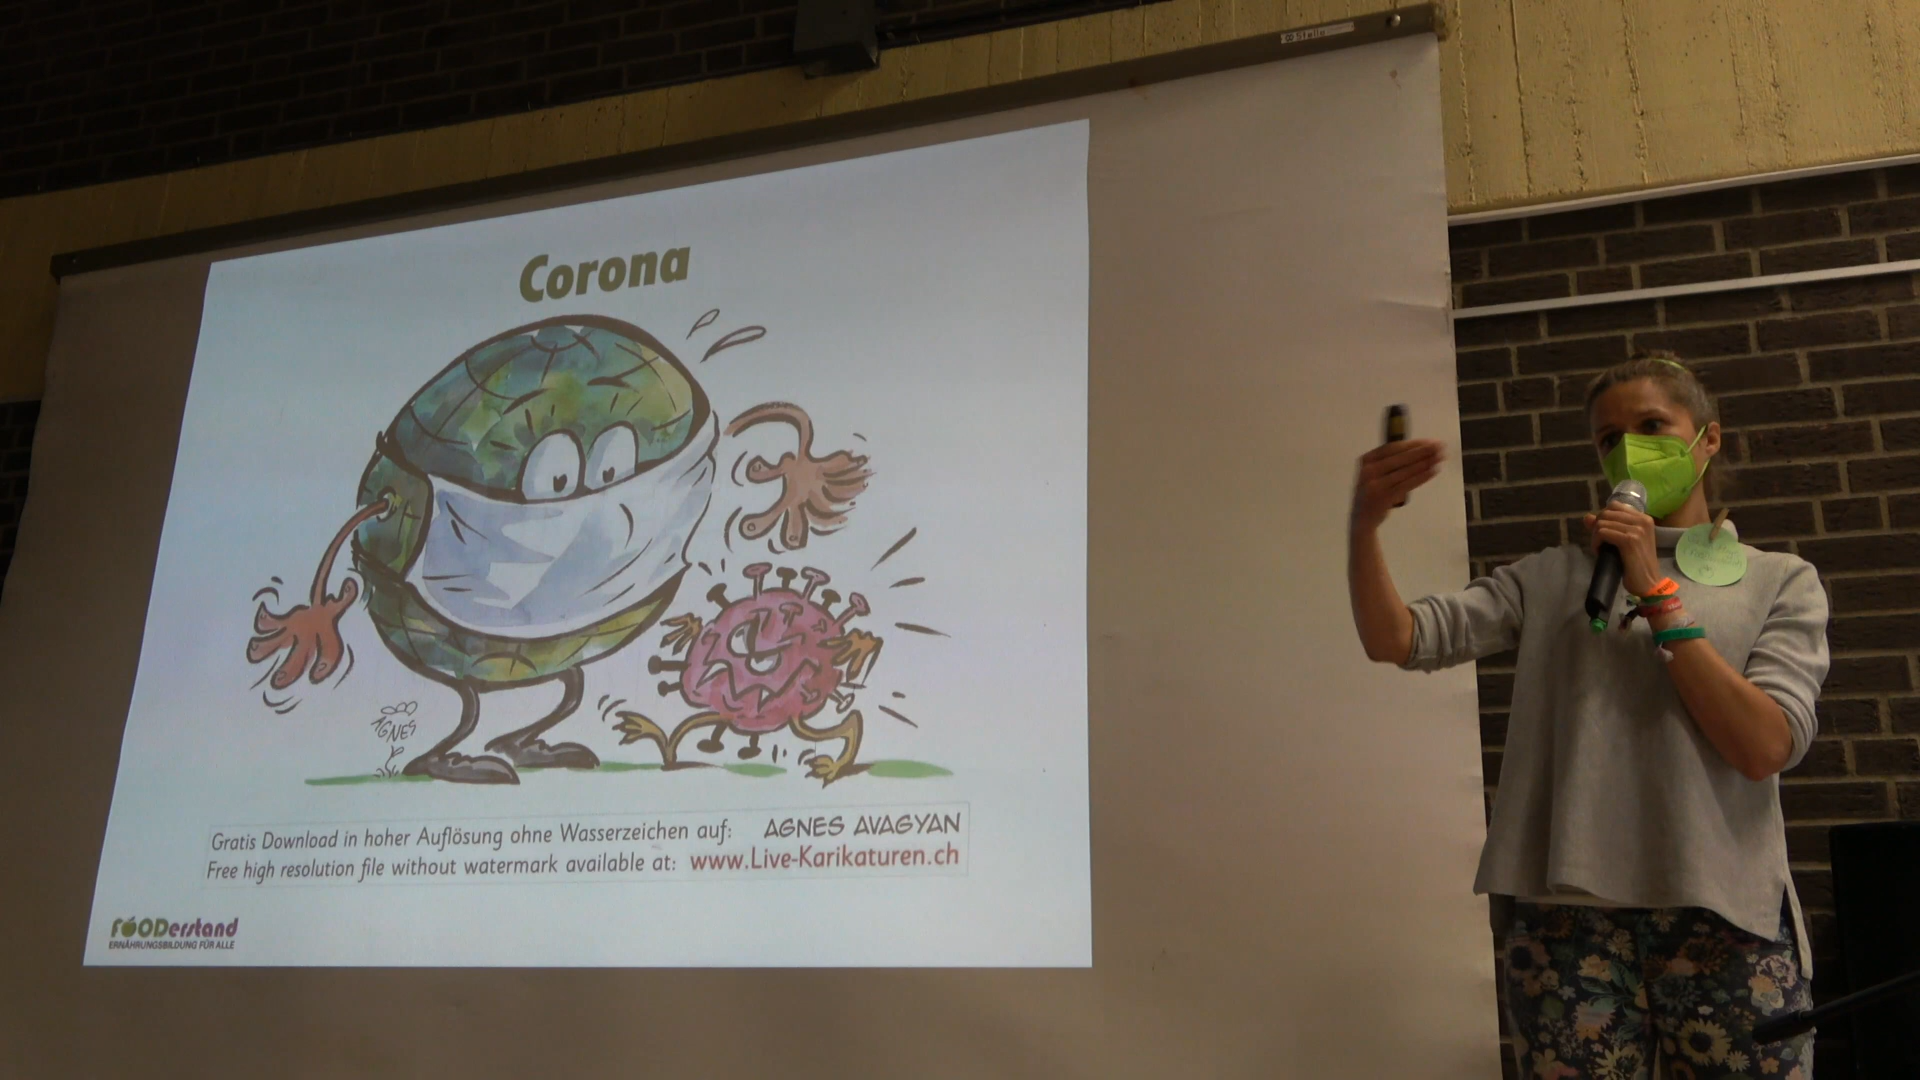 Stella
Corona
AGNES
Gratis Download in hoher Auflösung ohne Wasserzeichen auf: AGNES AVAGYAN
Free high resolution file without watermark available at: www.Live-Karikaturen.ch
FOODerstand
ERNÄHRUNGSBILDUNG FÜR ALLE